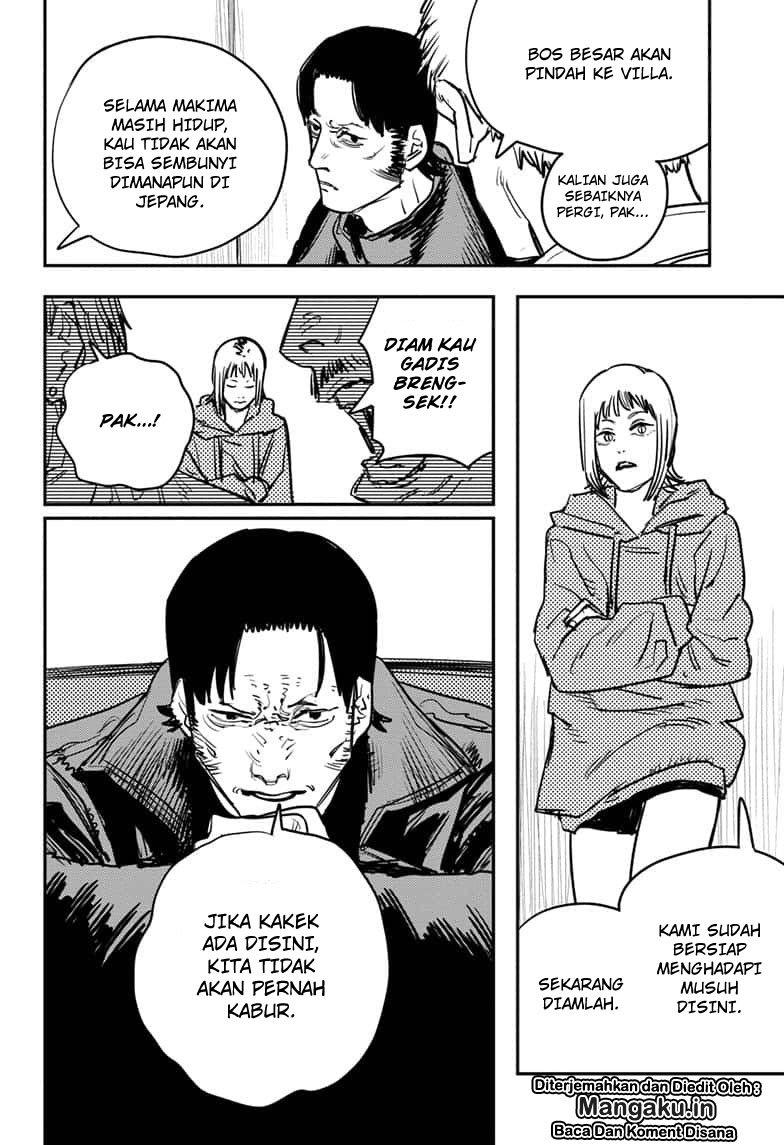 BOS BESAR AKAN
PINDAH KE VILLA.
KALIAN JUGA
SEBAIKNYA
PERGI, PAK...
SELAMA MAKIMA
MASIH HIDUP,
KAU TIDAK AKAN
BISA SEMBUNYI
DIMANAPUN DI
JEPANG.
DIAM KAU
GADIS
BRENG-
SEK!!
PAK...!
KAMI SUDAH
BERSIAP
MENGHADAPI
MUSUH
DISINI.
SEKARANG
DIAMLAH.
JIKA KAKEK
ADA DISINI,
KITA TIDAK
AKAN PERNAH
KABUR.
Diterjemahkan dan Diedit Oleh:
Mangaku.in
Baca Dan Koment Disana